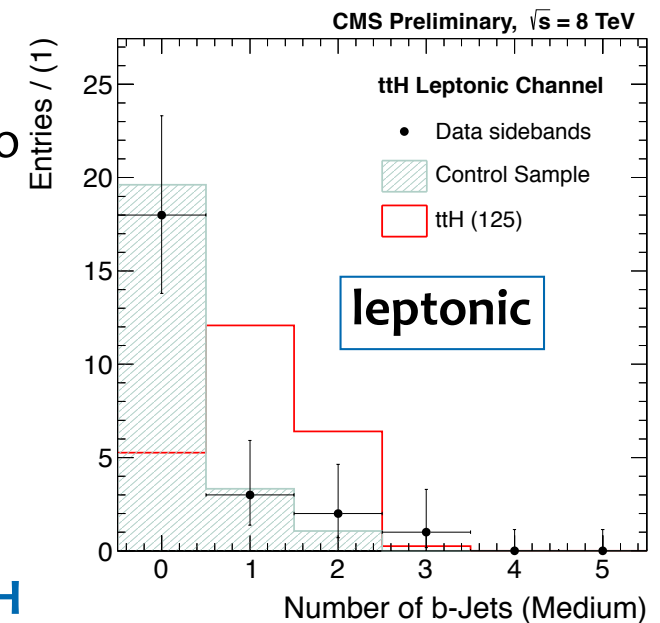 CMS Preliminary, √s = 8 TeV
Entries / (1)
25
20
15
10
5
0
ttH Leptonic Channel
Data sidebands
Control Sample
ttH (125)
leptonic
0 1 2 3 4 5
Number of b-Jets (Medium)